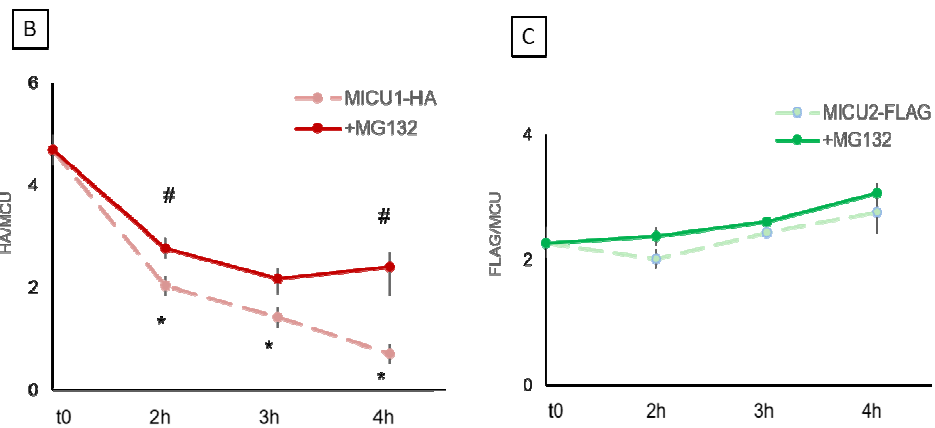 B
6
4
2
0
HA/MCU
MICU1-HA
+MG132
#
#
*
*
*
t0 2h 3h 4h
C
4
2
0
FLAG/MCU
MICU2-FLAG
+MG132
t0 2h 3h 4h